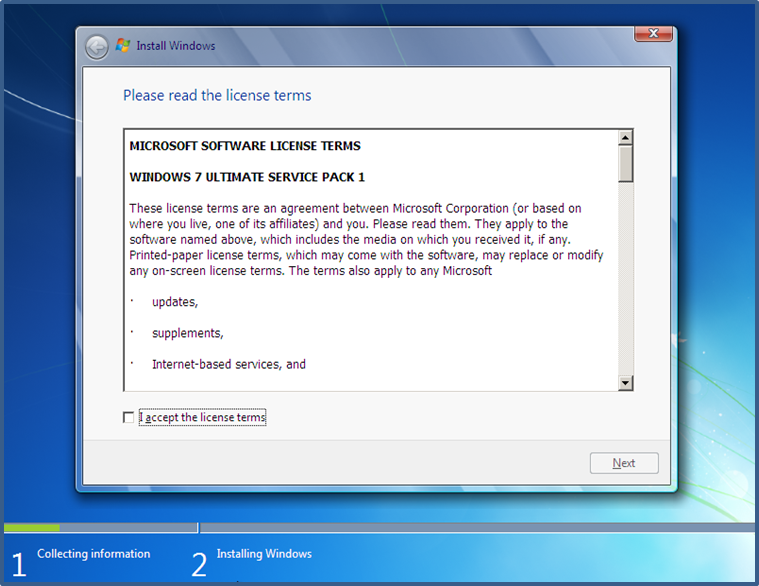 Install Windows
Please read the license terms
MICROSOFT SOFTWARE LICENSE TERMS
WINDOWS 7 ULTIMATE SERVICE PACK 1
These license terms are an agreement between Microsoft Corporation (or based on
where you live, one of its affiliates) and you. Please read them. They apply to the
software named above, which includes the media on which you received it, if any.
Printed-paper license terms, which may come with the software, may replace or modify
any on-screen license terms. The terms also apply to any Microsoft
· updates,
· supplements,
· Internet-based services, and
I accept the license terms
Next
1 Collecting information
2 Installing Windows